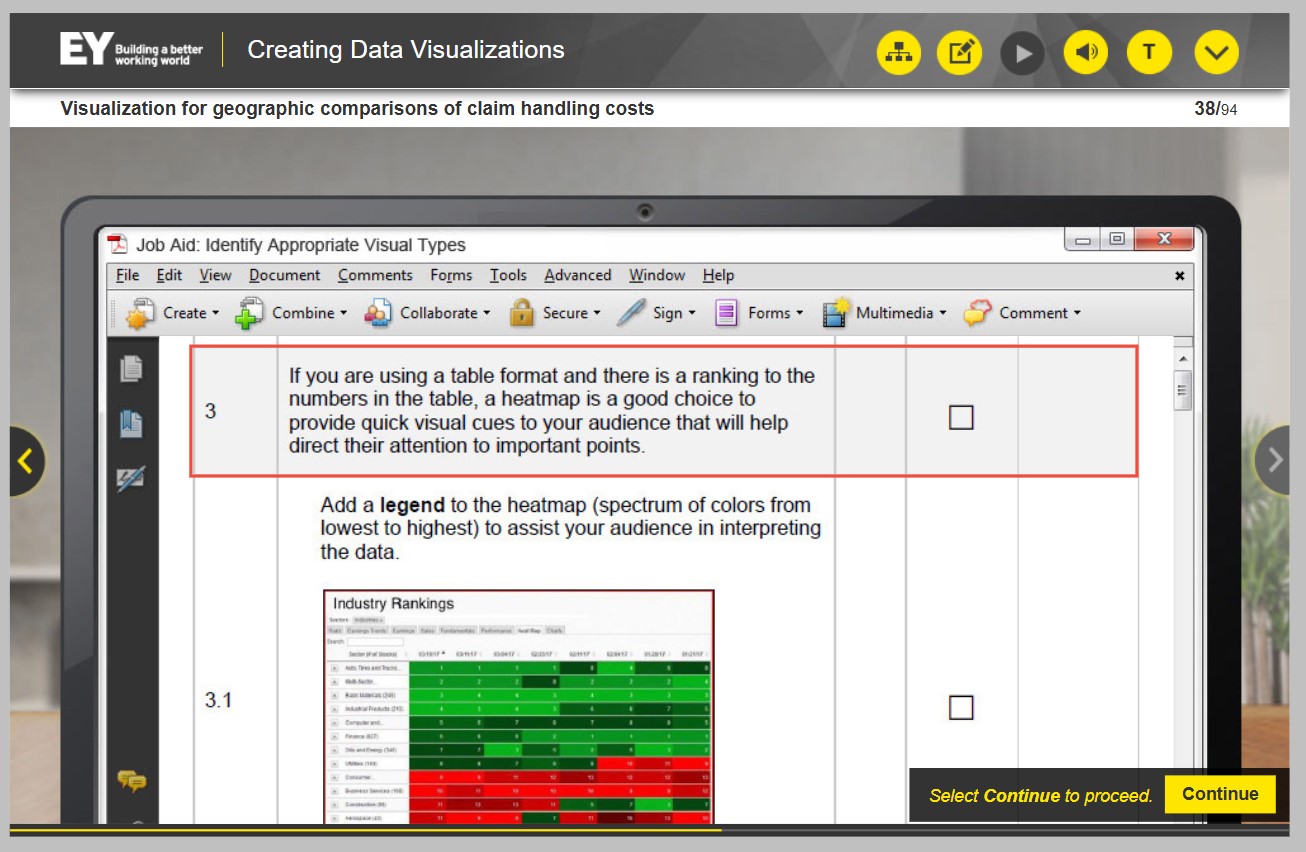 EY Building a better
working world
Creating Data Visualizations
T
Visualization for geographic comparisons of claim handling costs
38/94
Job Aid: Identify Appropriate Visual Types
File Edit View Document Comments Forms Tools Advanced Window Help
Create Combine Collaborate Secure Sign Forms Multimedia Comment
3
If you are using a table format and there is a ranking to the
numbers in the table, a heatmap is a good choice to
provide quick visual cues to your audience that will help
direct their attention to important points.
Add a legend to the heatmap (spectrum of colors from
lowest to highest) to assist your audience in interpreting
the data.
3.1
Industry Rankings
Select Continue to proceed.
Continue